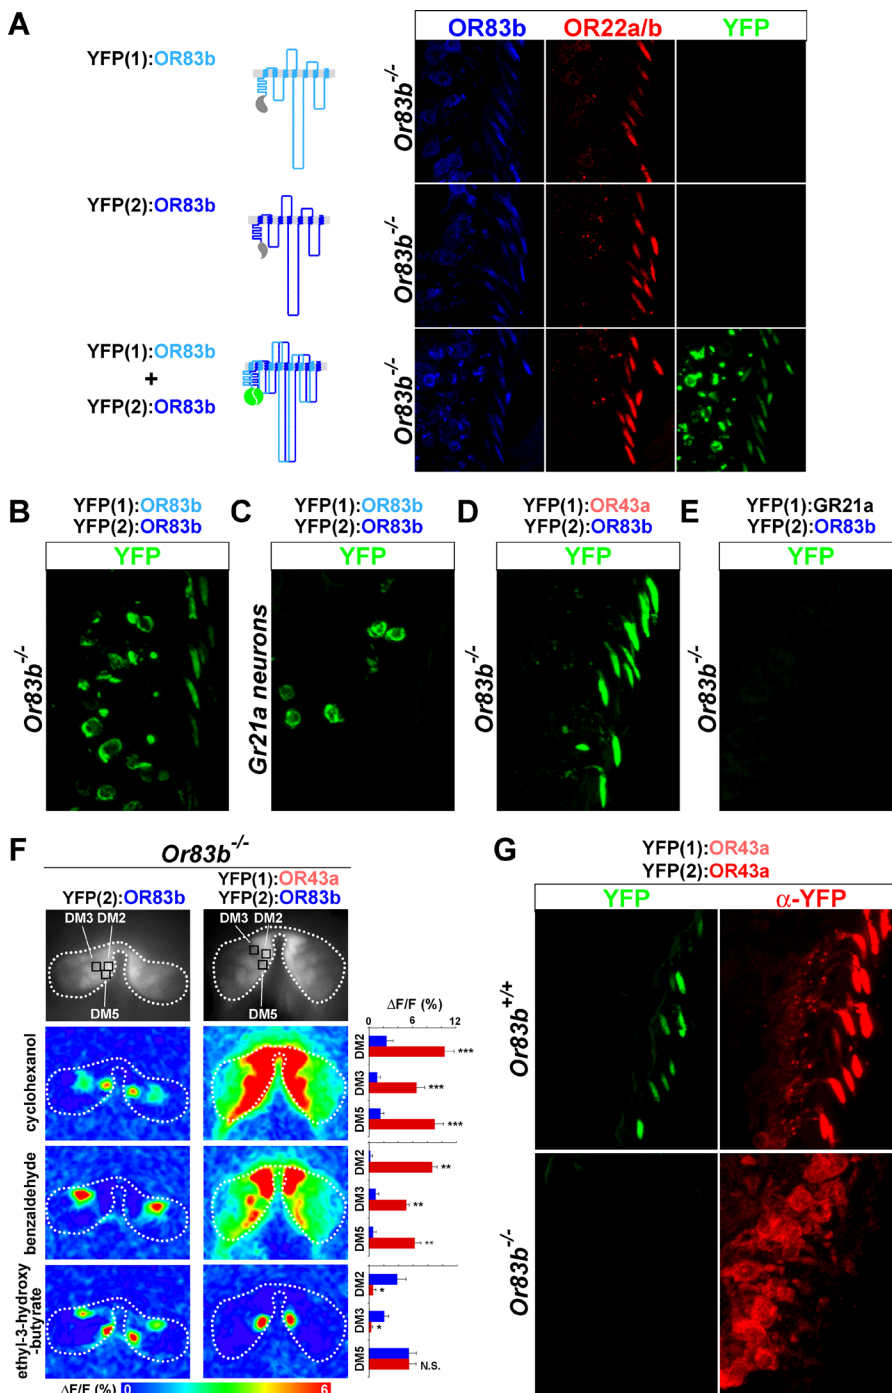 A
OR83b OR22a/b YFP
YFP(1):OR83b
Or83b-/-
YFP(2):OR83b
Or83b-/-
YFP(1):OR83b
+
YFP(2):OR83b
Or83b-/-
B
YFP(1):OR83b
YFP(2):OR83b
YFP
Or83b-/-
C
YFP(1):OR83b
YFP(2):OR83b
YFP
Gr21a neurons
D
YFP(1):OR43a
YFP(2):OR83b
YFP
Or83b-/-
E
YFP(1):GR21a
YFP(2):OR83b
YFP
Or83b-/-
F
Or83b-/-
YFP(2):OR83b
YFP(1):OR43a
YFP(2):OR83b
DM3 DM2
DM5
DM3 DM2
DM5
ΔF/F (%)
0 6 12
cyclohexanol
DM2 ***
DM3 ***
DM5 ***
benzaldehyde
DM2 **
DM3 **
DM5 **
ethyl-3-hydroxy
-butyrate
DM2 *
DM3 *
DM5 N.S.
ΔF/F (%) 0 6
G
YFP(1):OR43a
YFP(2):OR43a
YFP α-YFP
Or83b+/+
Or83b-/-